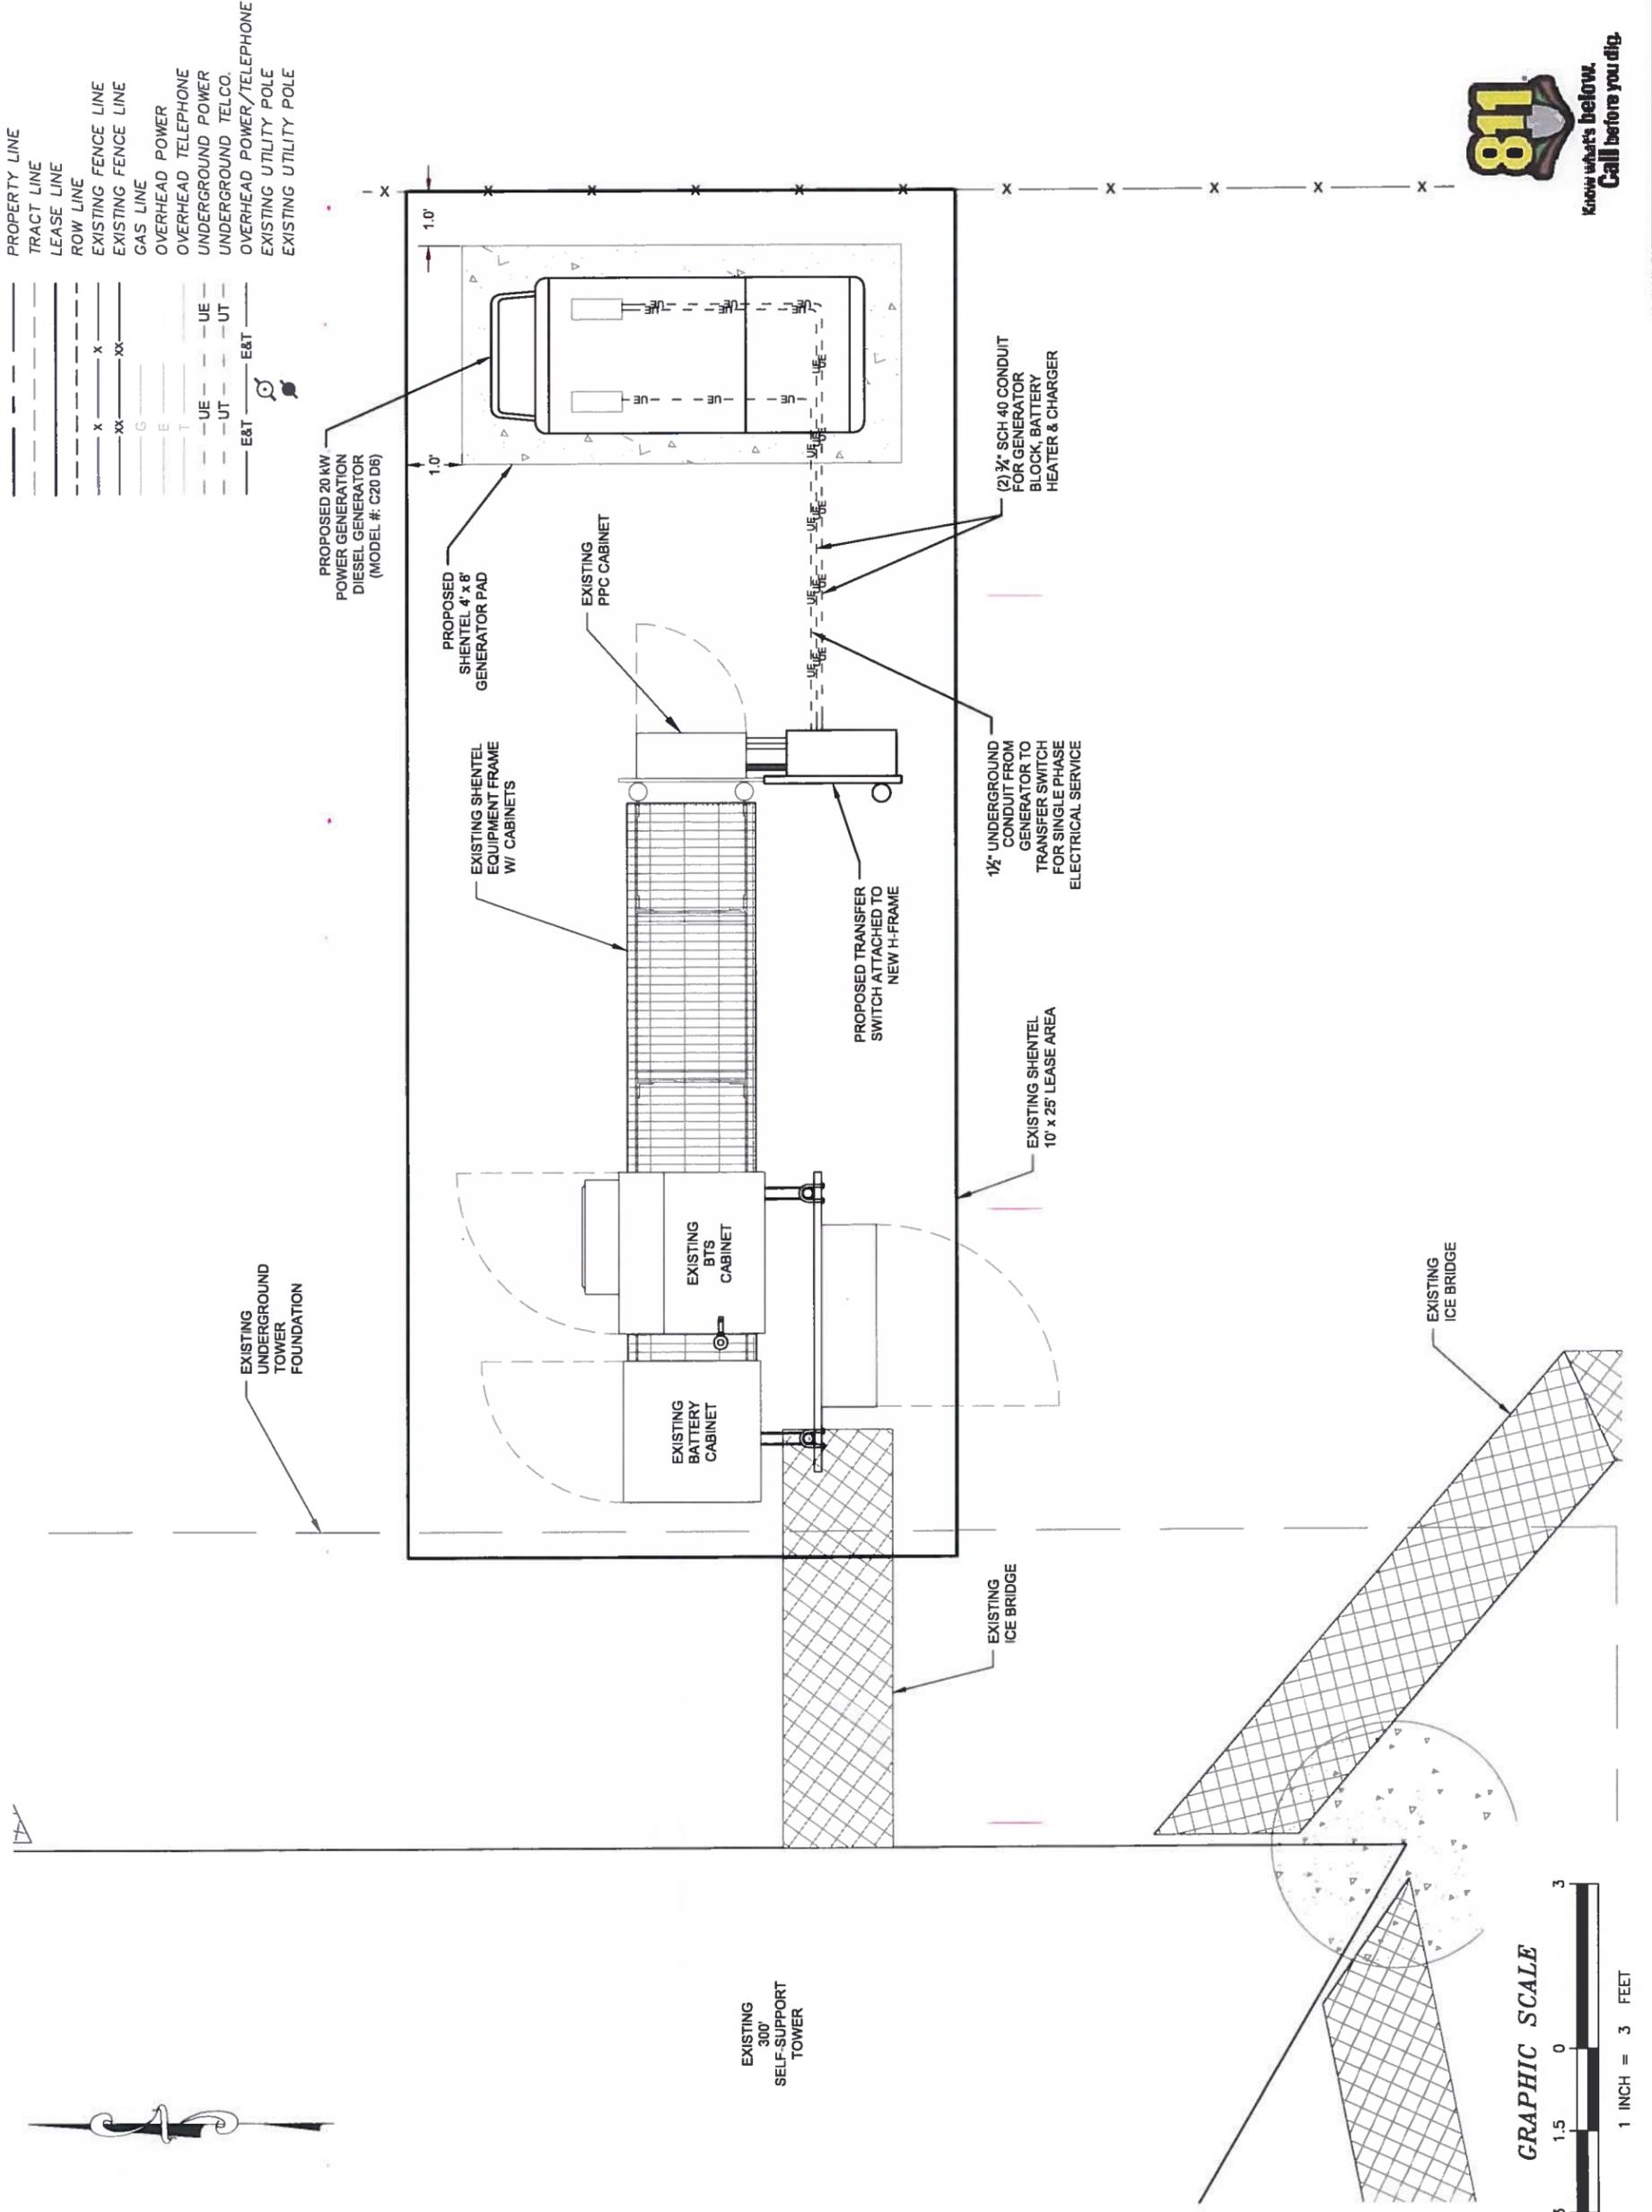 PROPERTY LINE
TRACT LINE
LEASE LINE
ROW LINE
X X EXISTING FENCE LINE
XX XX EXISTING FENCE LINE
G GAS LINE
E OVERHEAD POWER
T OVERHEAD TELEPHONE
UE UE UNDERGROUND POWER
UT UT UNDERGROUND TELCO.
E&T E&T OVERHEAD POWER/TELEPHONE
EXISTING UTILITY POLE
EXISTING UTILITY POLE
PROPOSED 20 kW
POWER GENERATION
DIESEL GENERATOR
(MODEL #: C20 D6)
1.0'
1.0'
PROPOSED
SHENTEL 4' x 8'
GENERATOR PAD
EXISTING
PPC CABINET
EXISTING SHENTEL
EQUIPMENT FRAME
W/ CABINETS
EXISTING
UNDERGROUND
TOWER
FOUNDATION
EXISTING
BATTERY
CABINET
EXISTING
BTS
CABINET
PROPOSED TRANSFER
SWITCH ATTACHED TO
NEW H-FRAME
1½" UNDERGROUND
CONDUIT FROM
GENERATOR TO
TRANSFER SWITCH
FOR SINGLE PHASE
ELECTRICAL SERVICE
(2) ¾" SCH 40 CONDUIT
FOR GENERATOR
BLOCK, BATTERY
HEATER & CHARGER
EXISTING SHENTEL
10' x 25' LEASE AREA
EXISTING
ICE BRIDGE
EXISTING
ICE BRIDGE
EXISTING
300'
SELF-SUPPORT
TOWER
GRAPHIC SCALE
3 1.5 0 3
1 INCH = 3 FEET
811
Know what's below.
Call before you dig.